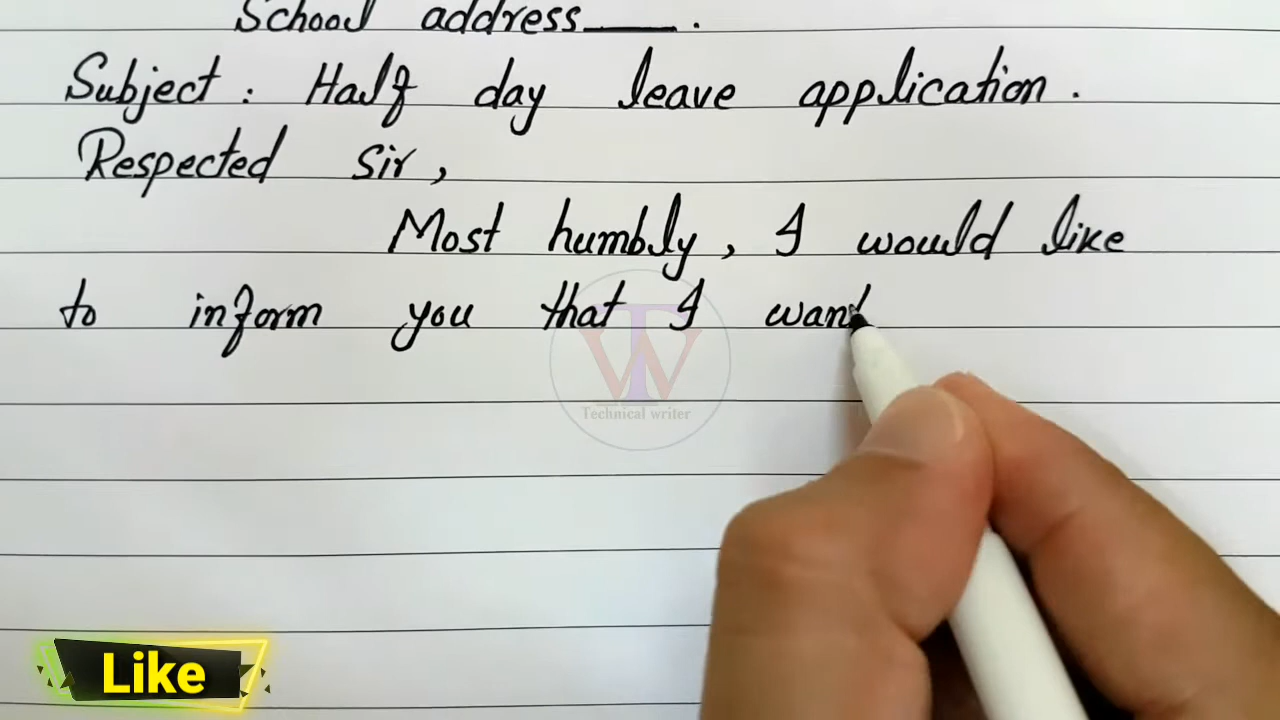 School address____.
Subject : Half day leave application.
Respected sir,
Most humbly, I would like
to inform you that I want
TW
Technical writer
Like